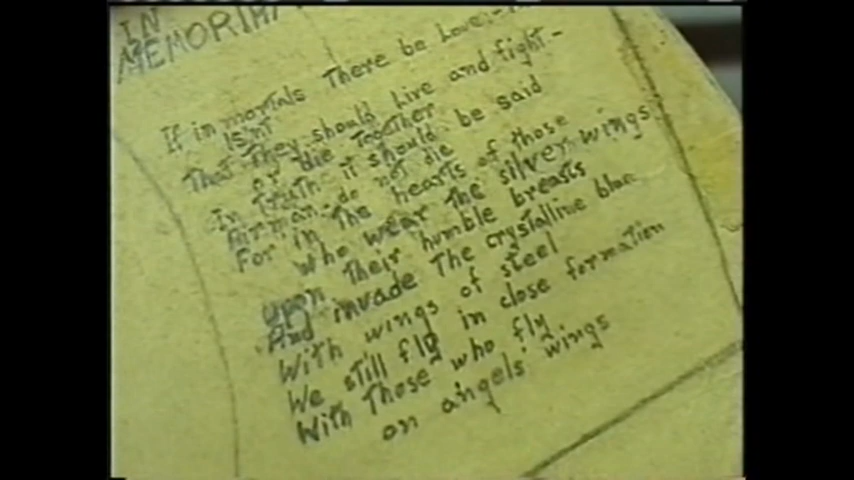 IN
MEMORIAM
If in mortals There be Love-
Isn't
That They should Live and fight-
or die Together
In truth it should be said
Airman do not die
For in The hearts of those
who wear The silver wings
Upon Their humble breasts
And invade The crystalline blue
With wings of steel
We still fly in close formation
With Those who fly
on angels' wings